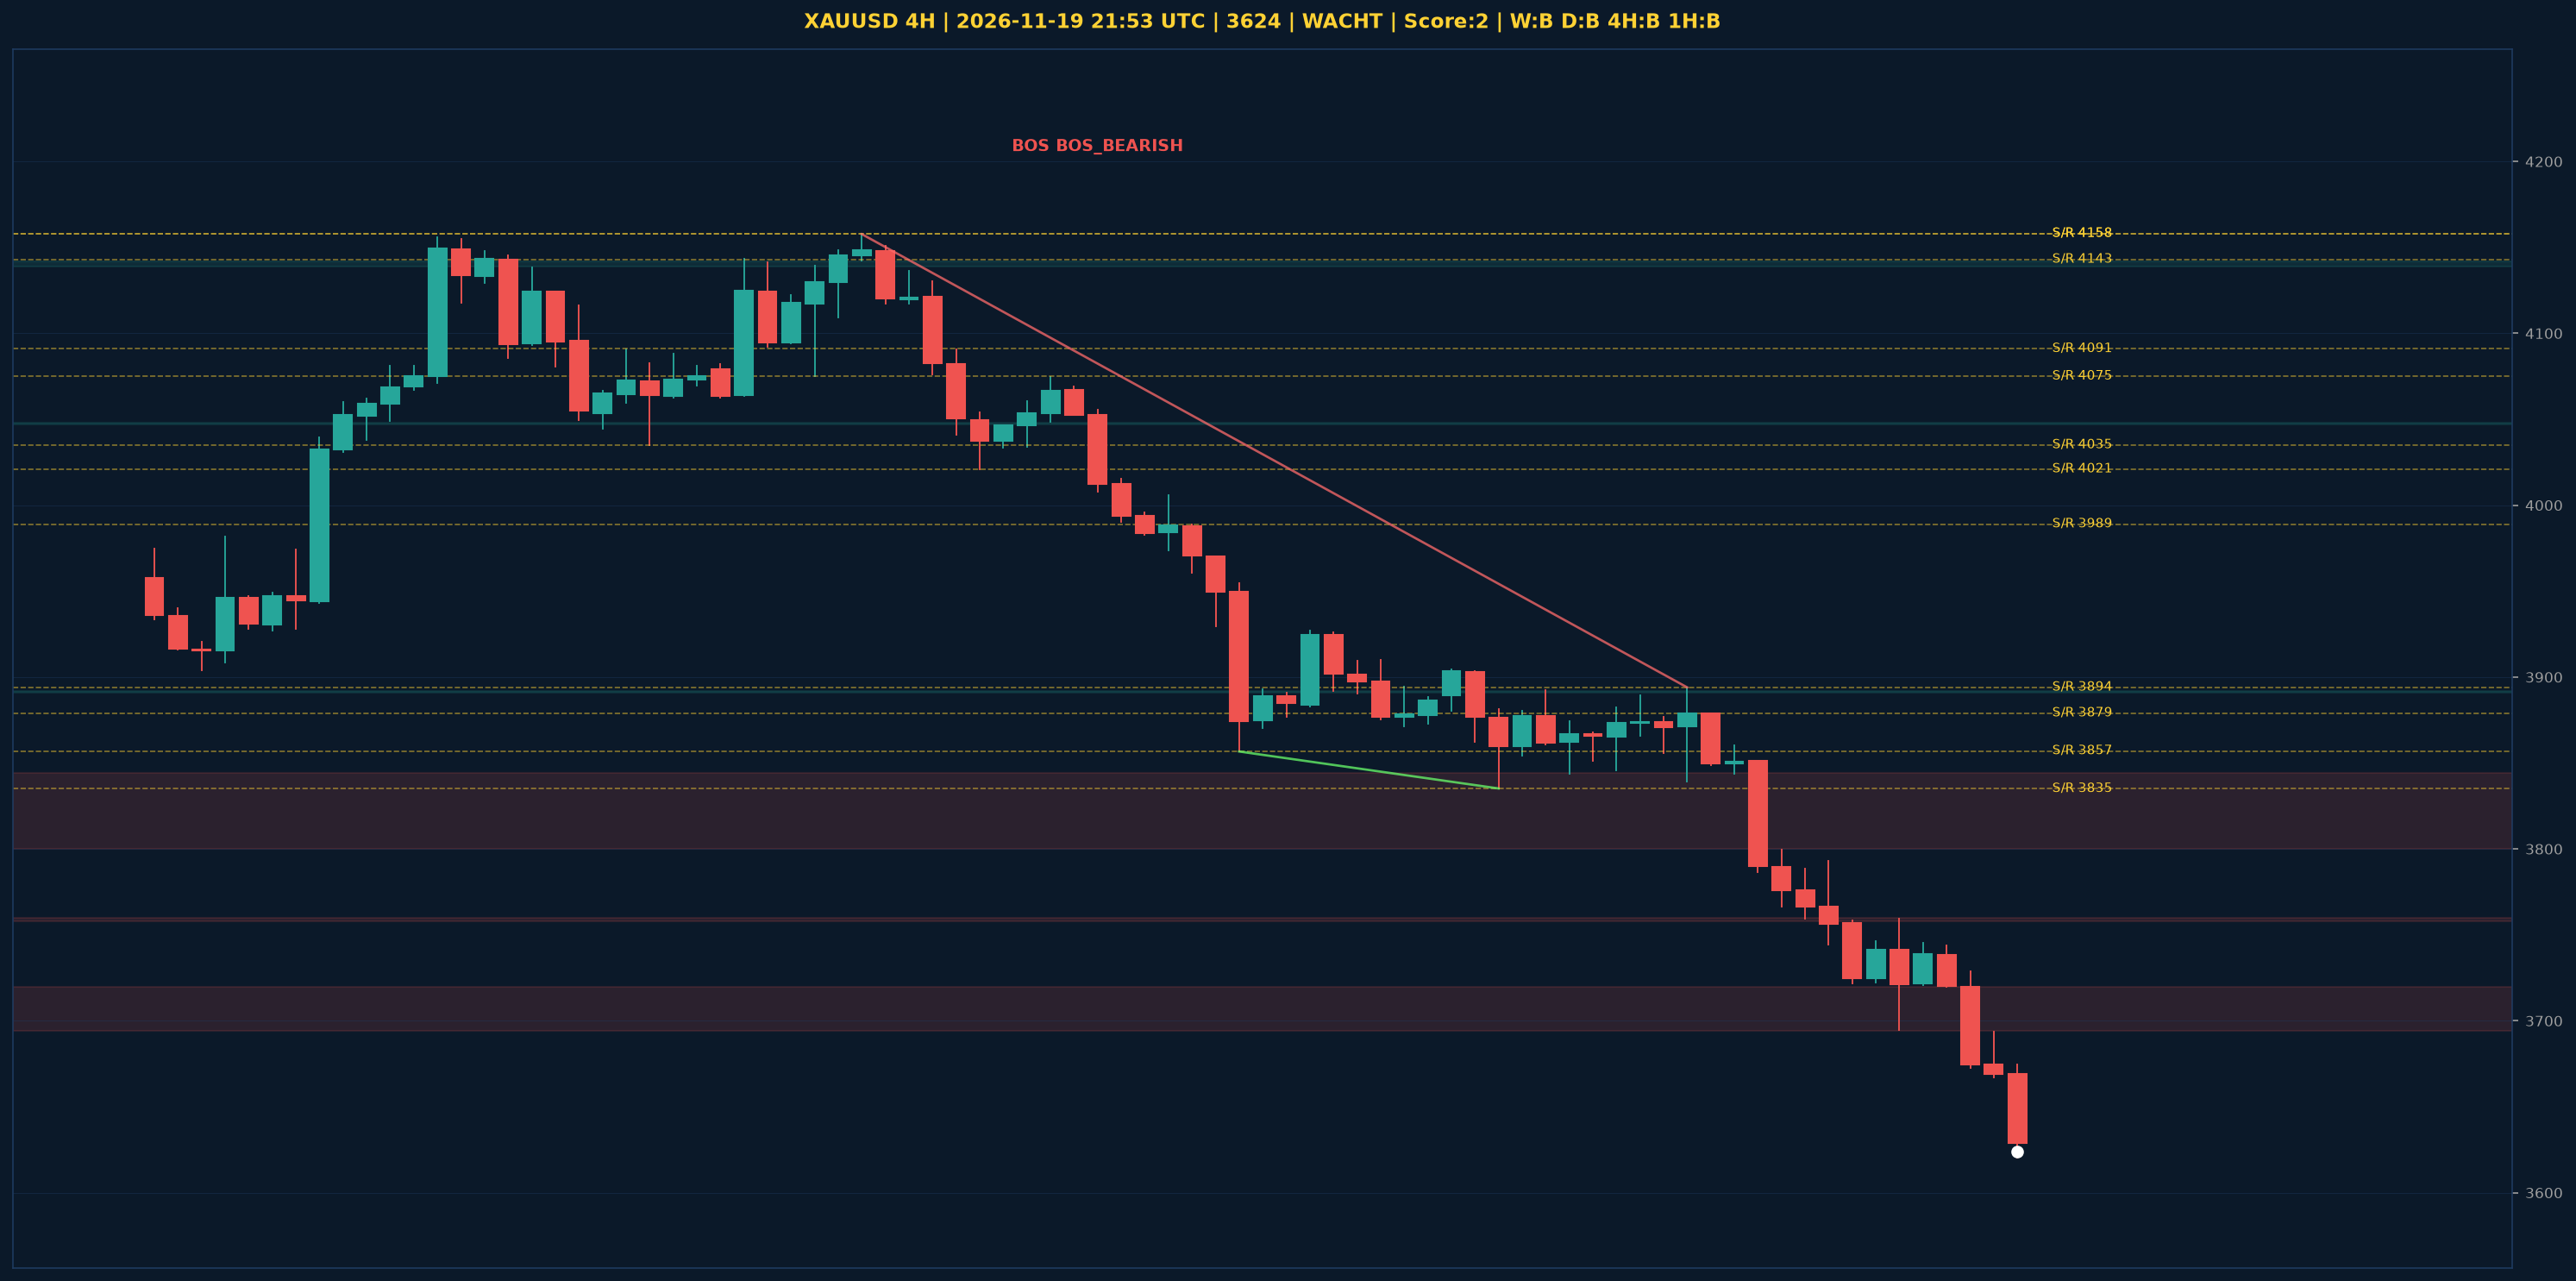 XAUUSD 4H | 2026-11-19 21:53 UTC | 3624 | WACHT | Score:2 | W:B D:B 4H:B 1H:B
BOS BOS_BEARISH
4200
S/R 4158
S/R 4143
4100
S/R 4091
S/R 4075
S/R 4035
S/R 4021
4000
S/R 3989
3900
S/R 3894
S/R 3879
S/R 3857
S/R 3835
3800
3700
3600